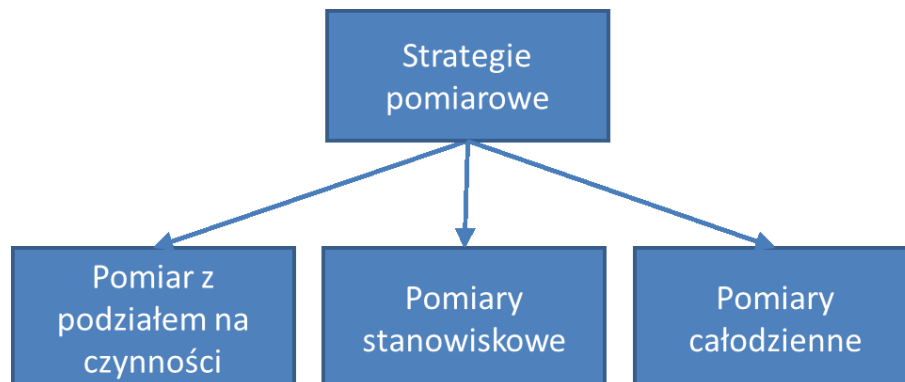 Strategie
pomiarowe
Pomiar z
podziałem na
czynności
Pomiary
stanowiskowe
Pomiary
całodzienne